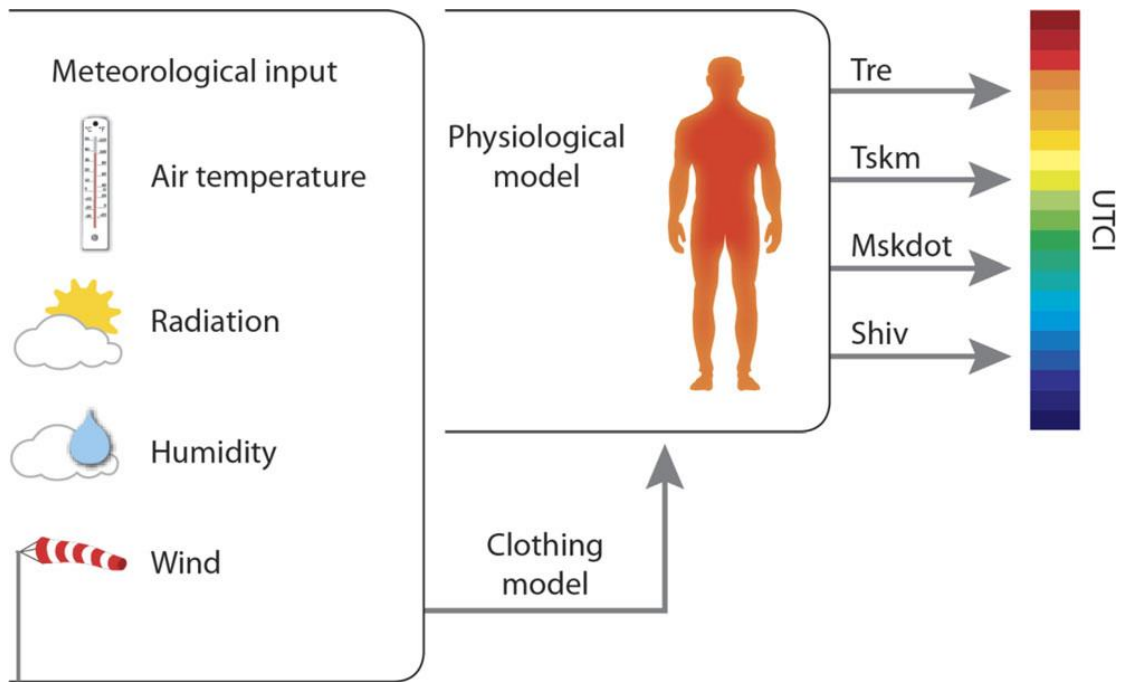 Meteorological input
°C °F
Air temperature
Radiation
Humidity
Wind
Clothing
model
Physiological
model
Tre
Tskm
Mskdot
Shiv
UTCI